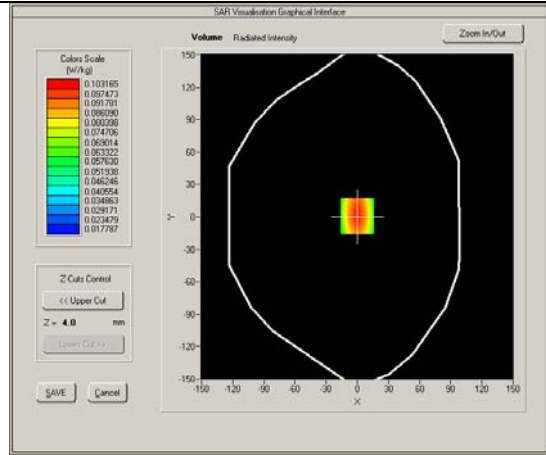 SAR Visualisation Graphical Interface
Volume Radiated Intensity
Zoom In/Out
Colors Scale
(W/kg)
0.103165
0.097473
0.091781
0.086090
0.080398
0.074706
0.069014
0.063322
0.057630
0.051938
0.046246
0.040554
0.034863
0.029171
0.023479
0.017787
150
120
90
60
30
0
-30
-60
-90
-120
-150
Y
-150 -120 -90 -60 -30 0 30 60 90 120 150
X
Z-Cuts Control
<< Upper Cut
Z = 4.0 mm
Lower Cut >>
SAVE
Cancel